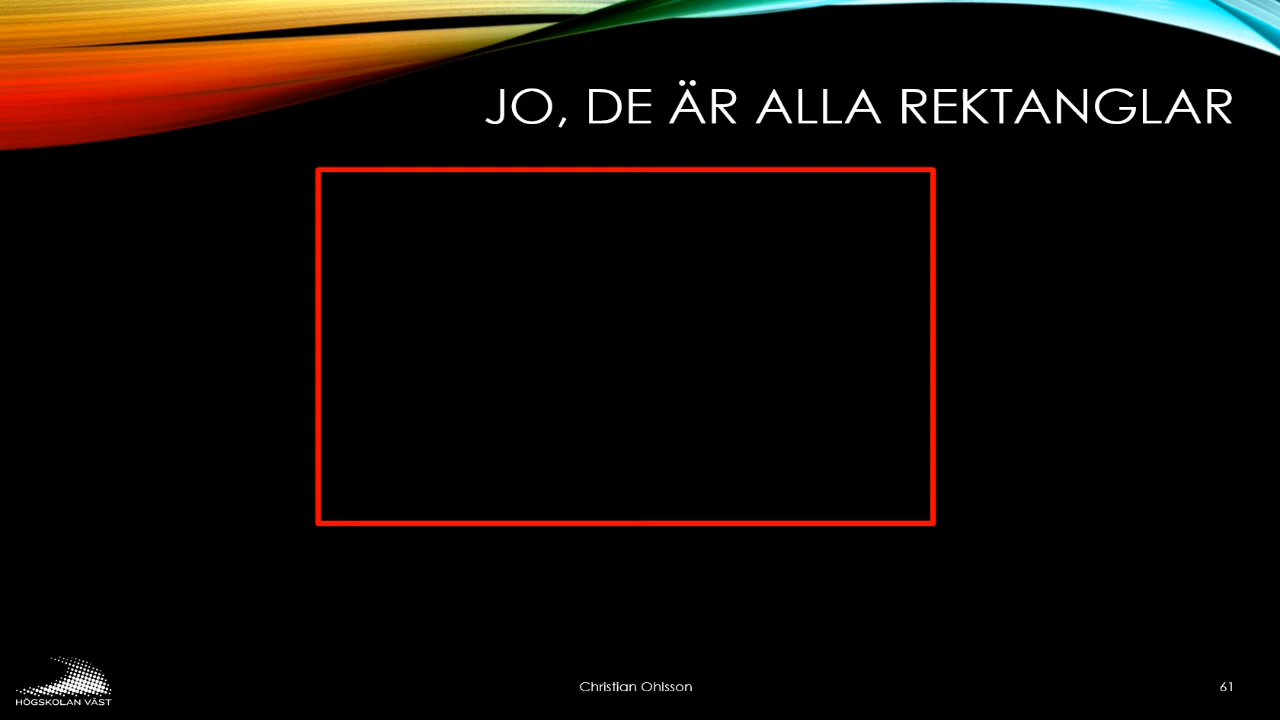 JO, DE ÄR ALLA REKTANGLAR
HÖGSKOLAN VÄST
Christian Ohlsson
61